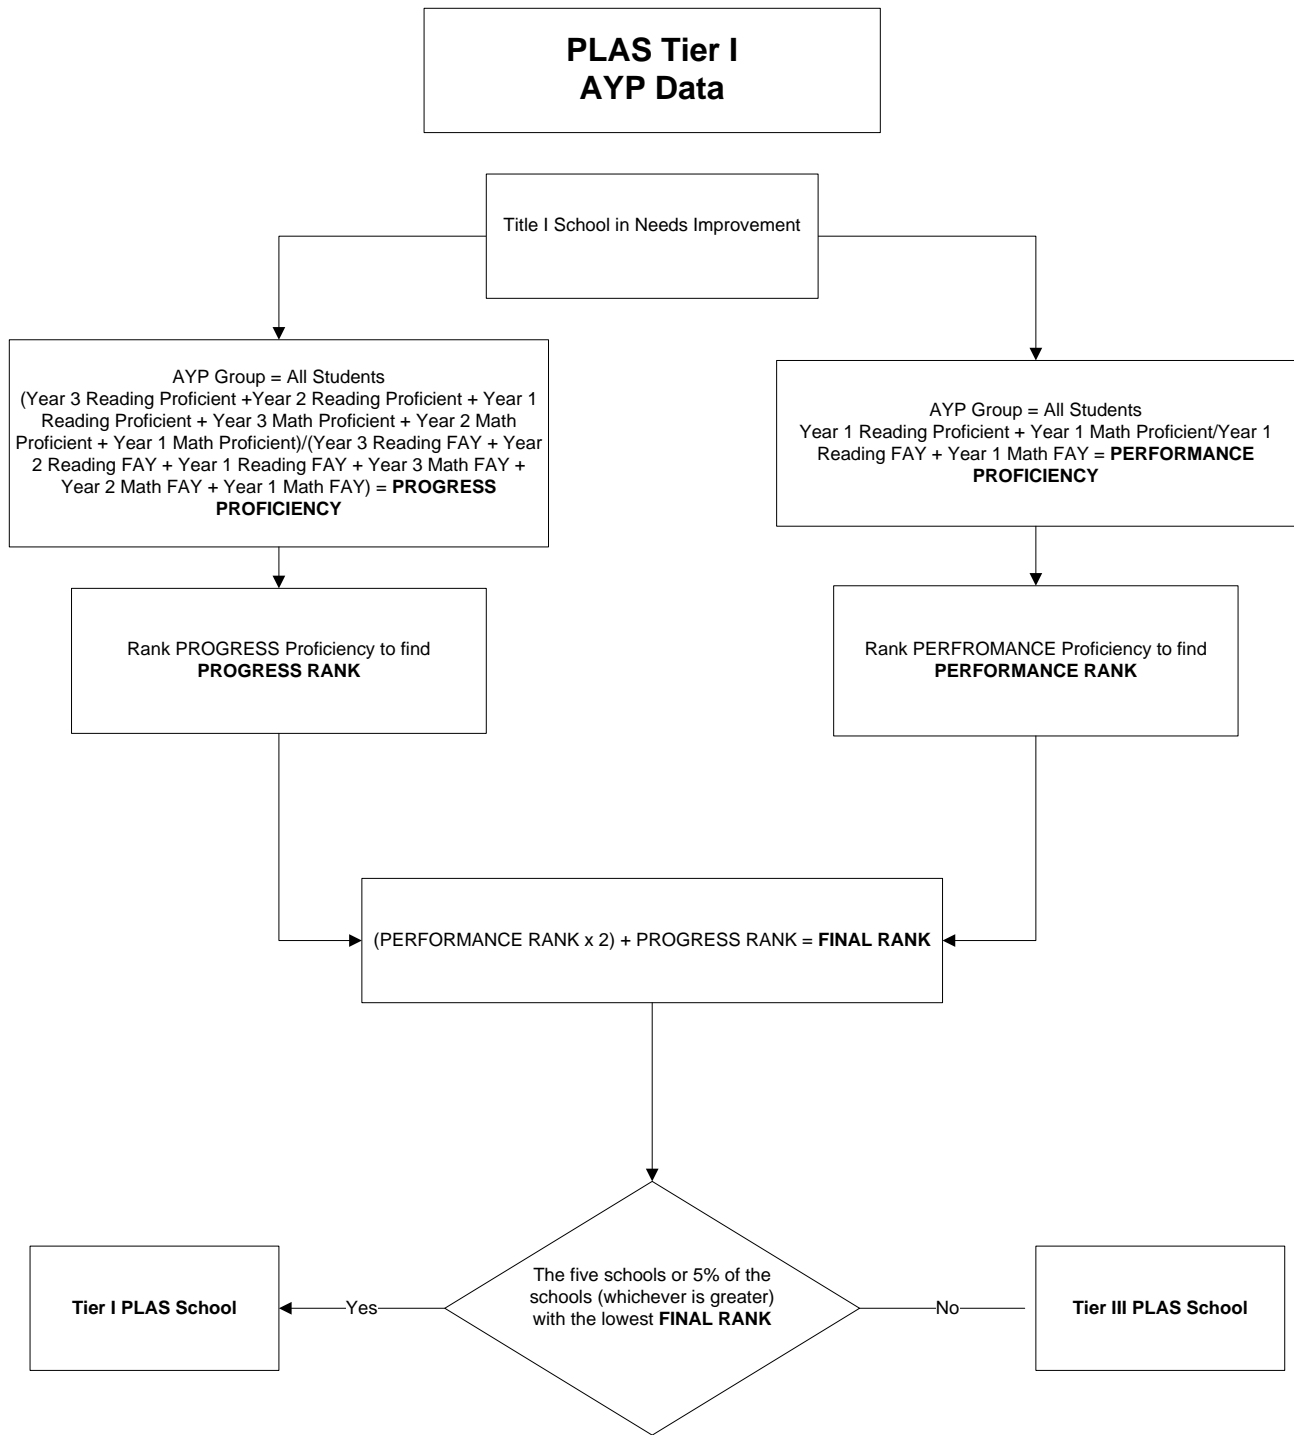 PLAS Tier I
AYP Data
Title I School in Needs Improvement
AYP Group = All Students
(Year 3 Reading Proficient +Year 2 Reading Proficient + Year 1
Reading Proficient + Year 3 Math Proficient + Year 2 Math
Proficient + Year 1 Math Proficient)/(Year 3 Reading FAY + Year
2 Reading FAY + Year 1 Reading FAY + Year 3 Math FAY +
Year 2 Math FAY + Year 1 Math FAY) = PROGRESS
PROFICIENCY
AYP Group = All Students
Year 1 Reading Proficient + Year 1 Math Proficient/Year 1
Reading FAY + Year 1 Math FAY = PERFORMANCE
PROFICIENCY
Rank PROGRESS Proficiency to find
PROGRESS RANK
Rank PERFROMANCE Proficiency to find
PERFORMANCE RANK
(PERFORMANCE RANK x 2) + PROGRESS RANK = FINAL RANK
The five schools or 5% of the
schools (whichever is greater)
with the lowest FINAL RANK
Yes
Tier I PLAS School
No
Tier III PLAS School